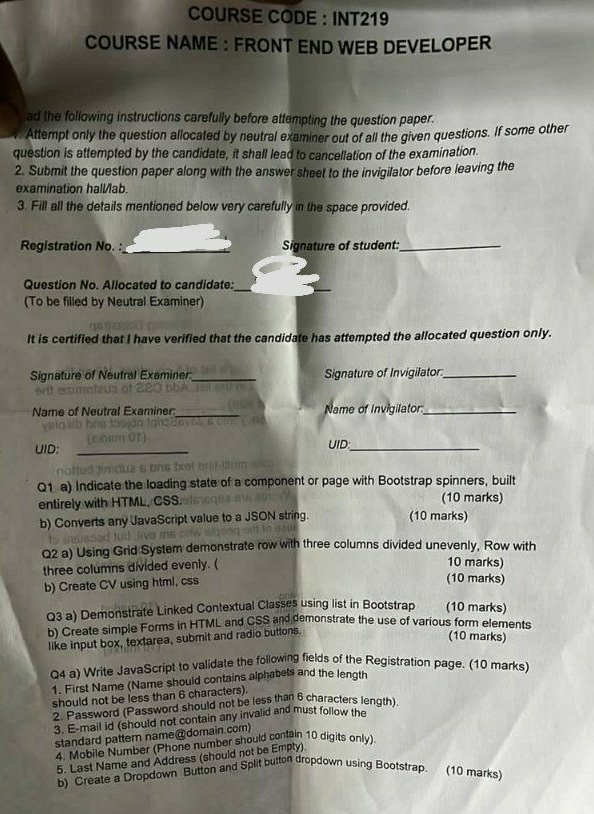 COURSE CODE : INT219
COURSE NAME : FRONT END WEB DEVELOPER
ad the following instructions carefully before attempting the question paper.
1. Attempt only the question allocated by neutral examiner out of all the given questions. If some other
question is attempted by the candidate, it shall lead to cancellation of the examination.
2. Submit the question paper along with the answer sheet to the invigilator before leaving the
examination hall/lab.
3. Fill all the details mentioned below very carefully in the space provided.
Registration No. : Signature of student:
Question No. Allocated to candidate:
(To be filled by Neutral Examiner)
It is certified that I have verified that the candidate has attempted the allocated question only.
Signature of Neutral Examiner: Signature of Invigilator:
Name of Neutral Examiner: Name of Invigilator:
UID: UID:
Q1 a) Indicate the loading state of a component or page with Bootstrap spinners, built
entirely with HTML, CSS. (10 marks)
b) Converts any JavaScript value to a JSON string. (10 marks)
Q2 a) Using Grid System demonstrate row with three columns divided unevenly, Row with
three columns divided evenly. ( 10 marks)
b) Create CV using html, css (10 marks)
Q3 a) Demonstrate Linked Contextual Classes using list in Bootstrap (10 marks)
b) Create simple Forms in HTML and CSS and demonstrate the use of various form elements
like input box, textarea, submit and radio buttons. (10 marks)
Q4 a) Write JavaScript to validate the following fields of the Registration page. (10 marks)
1. First Name (Name should contains alphabets and the length
should not be less than 6 characters).
2. Password (Password should not be less than 6 characters length).
3. E-mail id (should not contain any invalid and must follow the
standard pattern name@domain.com)
4. Mobile Number (Phone number should contain 10 digits only).
5. Last Name and Address (should not be Empty).
b) Create a Dropdown Button and Split button dropdown using Bootstrap. (10 marks)